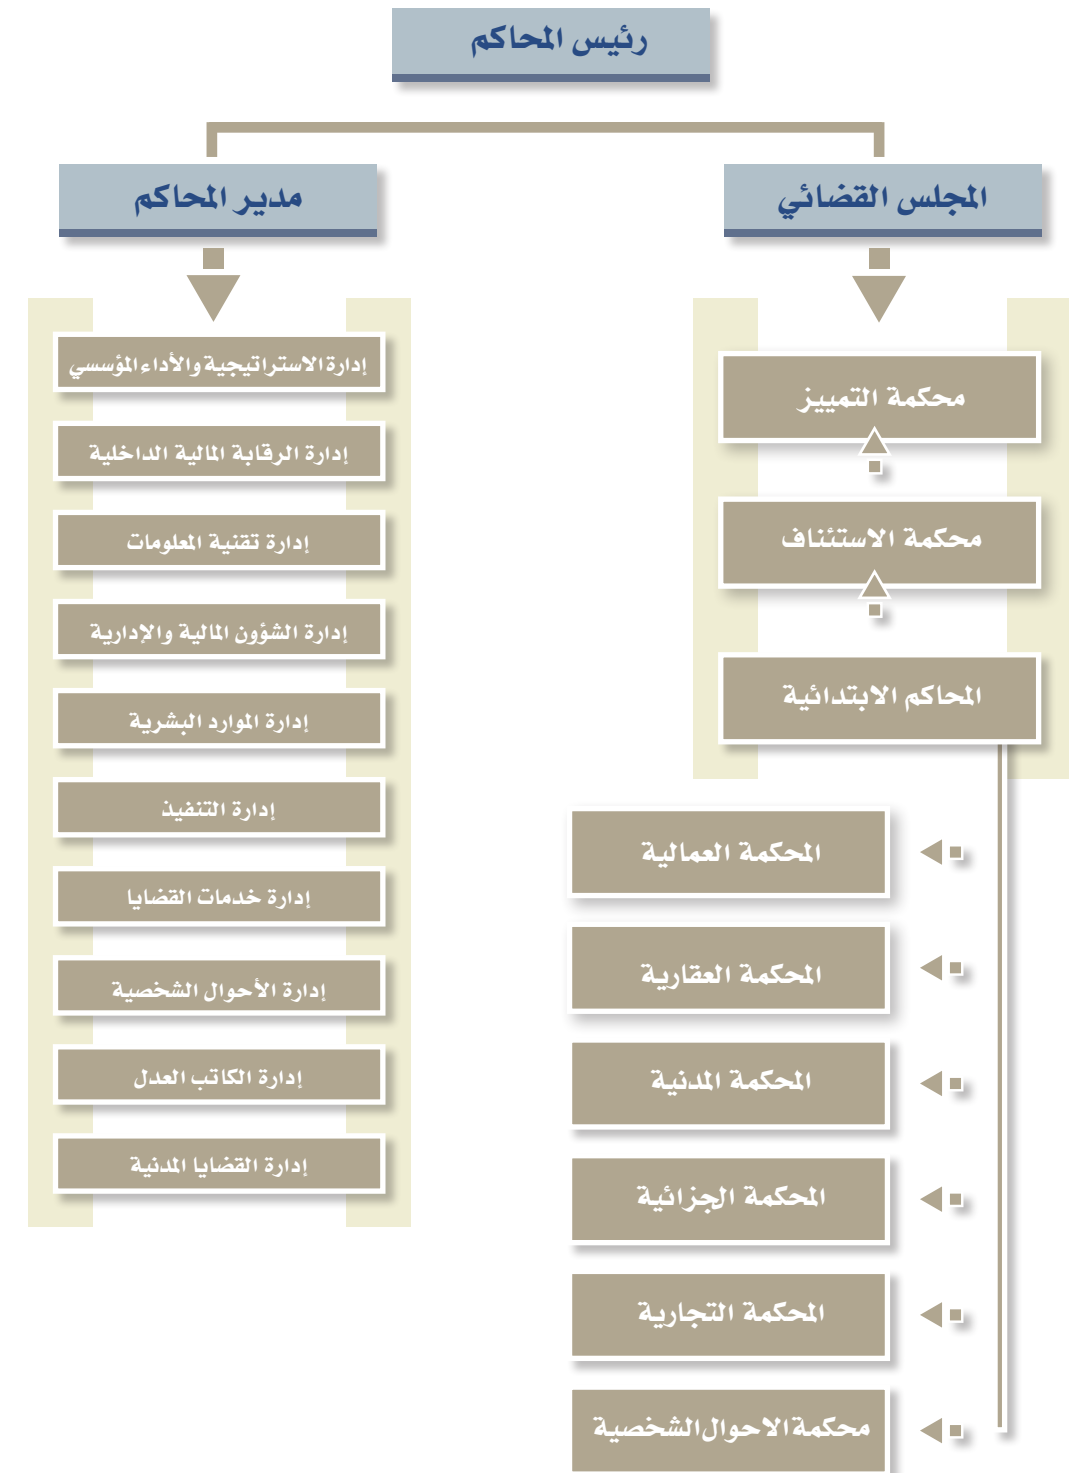 رئيس المحاكم
المجلس القضائي
محكمة التمييز
محكمة الاستئناف
المحاكم الابتدائية
المحكمة العمالية
المحكمة العقارية
المحكمة المدنية
المحكمة الجزائية
المحكمة التجارية
محكمة الاحوال الشخصية
مدير المحاكم
إدارة الاستراتيجية والأداء المؤسسي
إدارة الرقابة المالية الداخلية
إدارة تقنية المعلومات
إدارة الشؤون المالية والإدارية
إدارة الموارد البشرية
إدارة التنفيذ
إدارة خدمات القضايا
إدارة الأحوال الشخصية
إدارة الكاتب العدل
إدارة القضايا المدنية